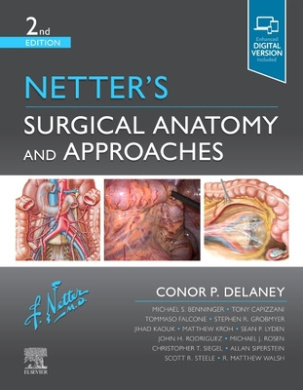 2nd
EDITION
Enhanced
DIGITAL
VERSION
Included
NETTER'S
SURGICAL ANATOMY
AND APPROACHES
F. Netter
M.D.
CONOR P. DELANEY
MICHAEL S. BENNINGER • TONY CAPIZZANI
TOMMASO FALCONE • STEPHEN R. GROBMYER
JIHAD KAOUK • MATTHEW KROH • SEAN P. LYDEN
JOHN H. RODRIGUEZ • MICHAEL J. ROSEN
CHRISTOPHER T. SIEGEL • ALLAN SIPERSTEIN
SCOTT R. STEELE • R. MATTHEW WALSH
ELSEVIER